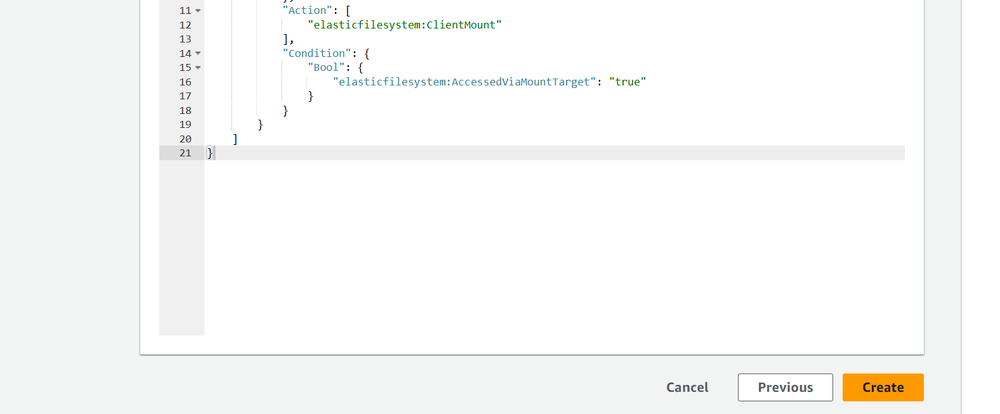 11 "Action": [
12 "elasticfilesystem:ClientMount"
13 ],
14 "Condition": {
15 "Bool": {
16 "elasticfilesystem:AccessedViaMountTarget": "true"
17 }
18 }
19 }
20 ]
21 }
Cancel Previous Create